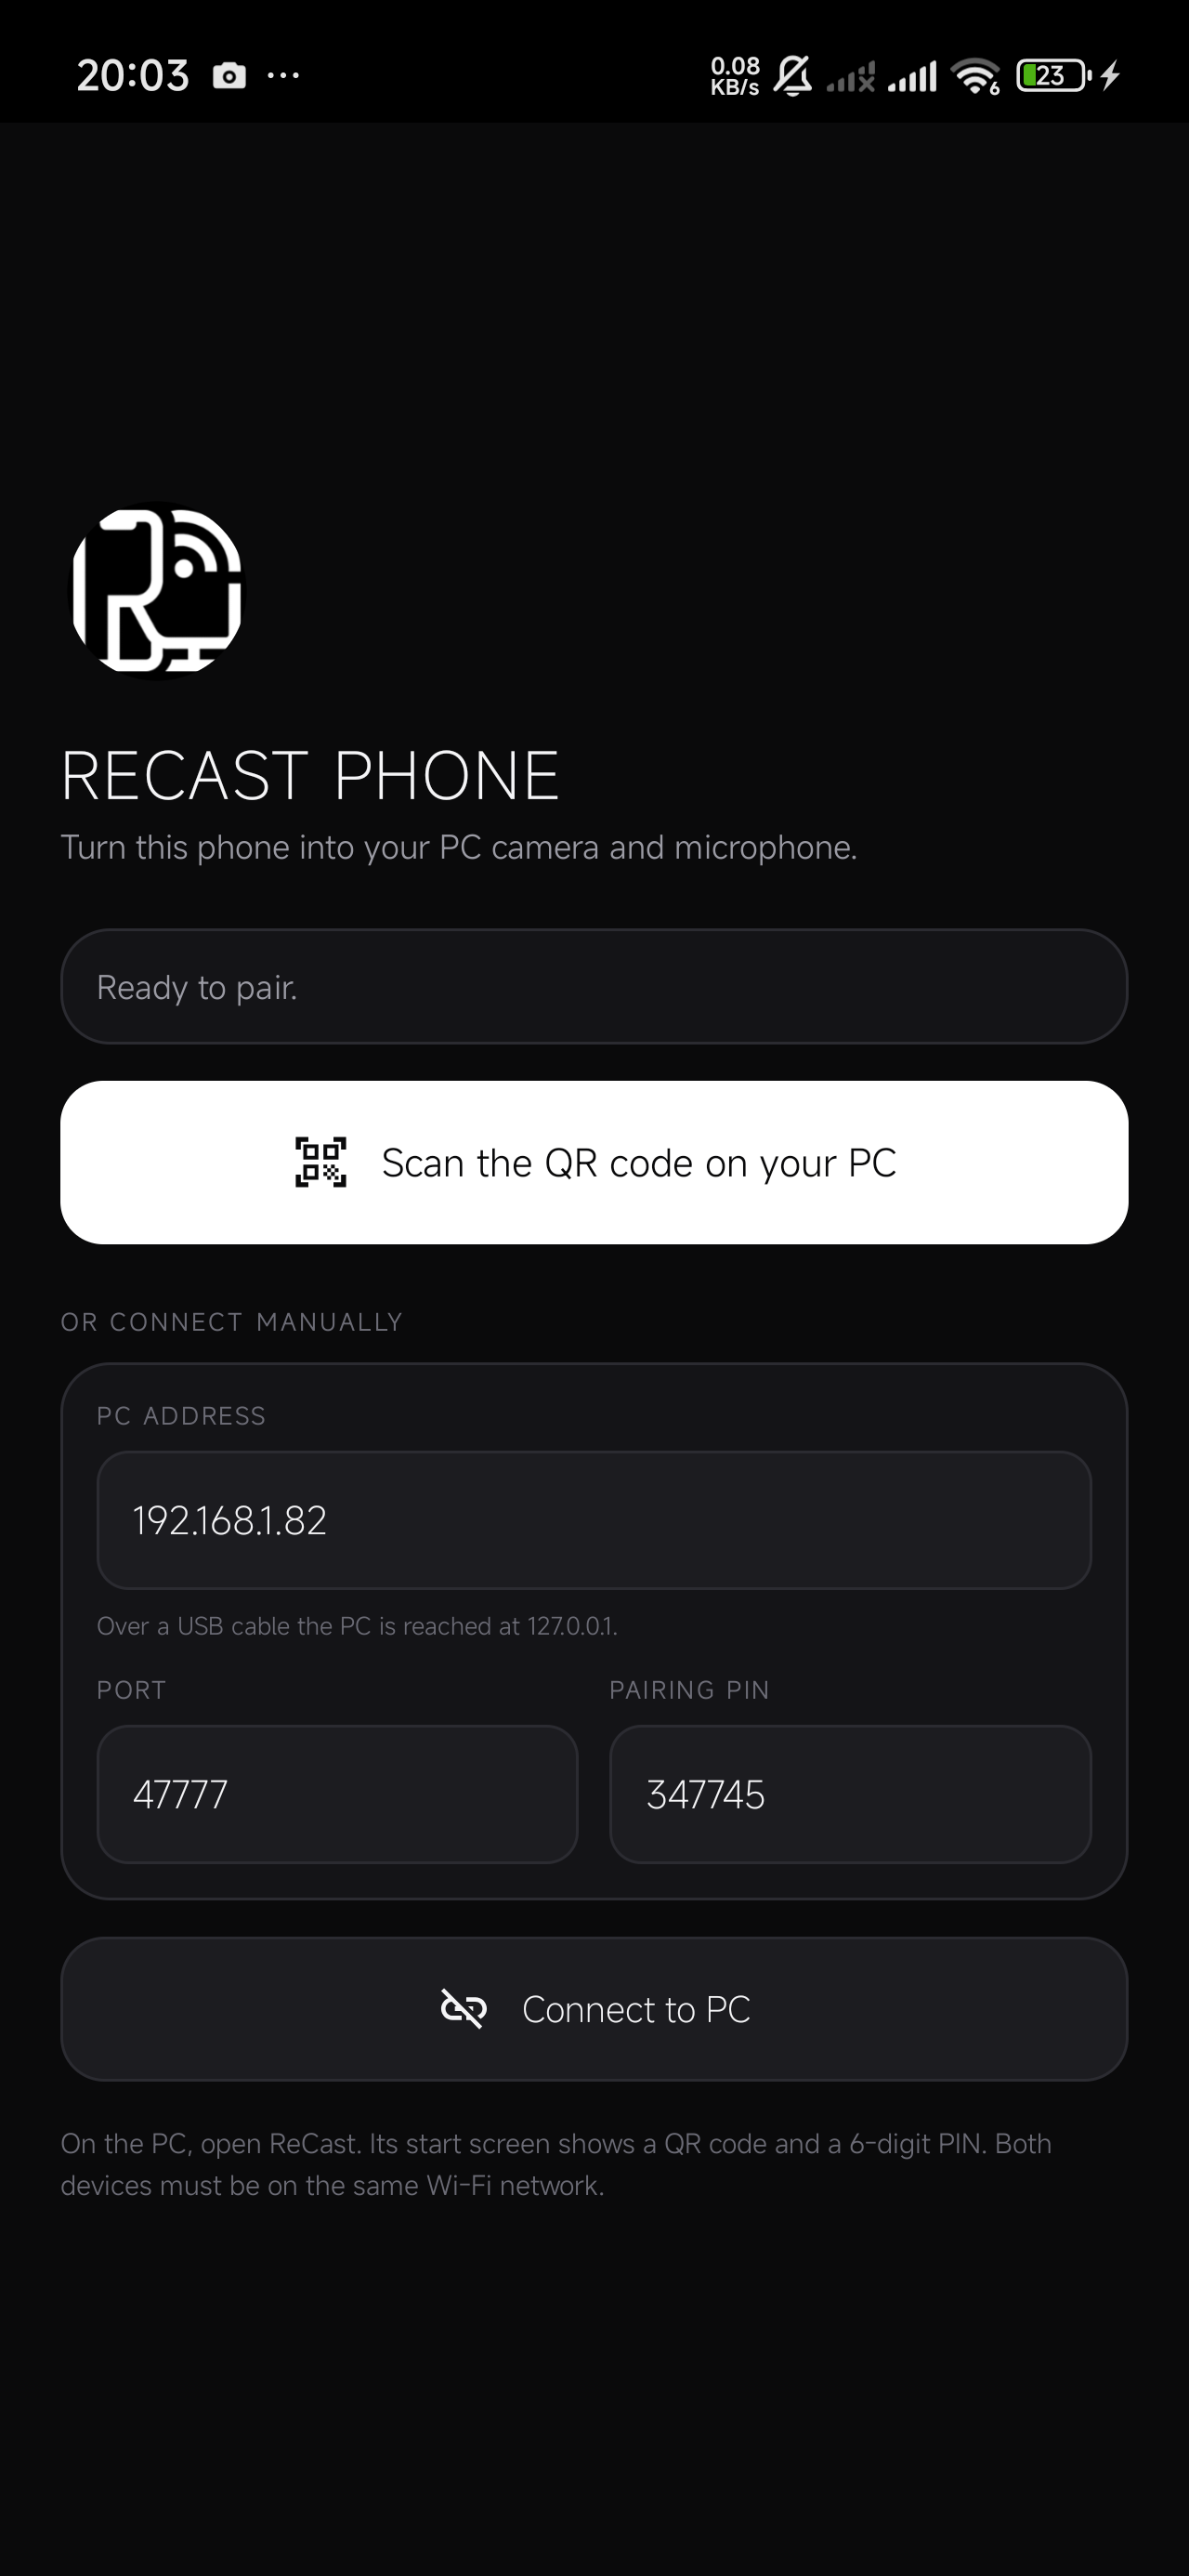 20:03
0.08
KB/s
6
23
RECAST PHONE
Turn this phone into your PC camera and microphone.
Ready to pair.
Scan the QR code on your PC
OR CONNECT MANUALLY
PC ADDRESS
192.168.1.82
Over a USB cable the PC is reached at 127.0.0.1.
PORT
PAIRING PIN
47777
347745
Connect to PC
On the PC, open ReCast. Its start screen shows a QR code and a 6-digit PIN. Both
devices must be on the same Wi-Fi network.